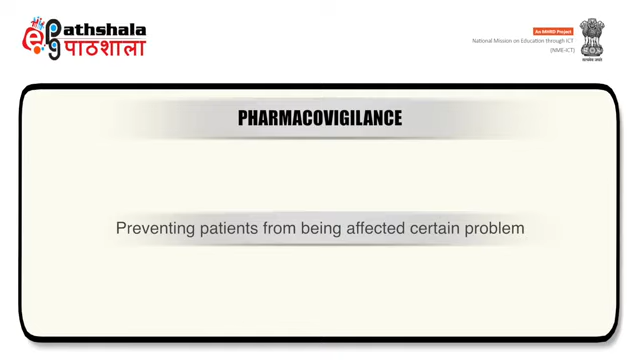 ePG Pathshala
पाठशाला
An MHRD Project
National Mission on Education through ICT
(NME-ICT)
PHARMACOVIGILANCE
Preventing patients from being affected certain problem